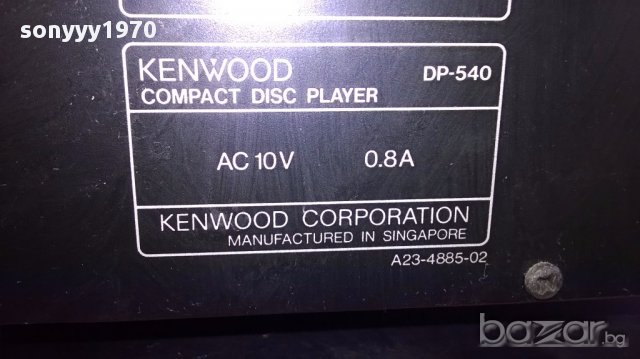 sonyyy1970
KENWOOD DP-540
COMPACT DISC PLAYER
AC 10V 0.8A
KENWOOD CORPORATION
MANUFACTURED IN SINGAPORE
A23-4885-02
bazar.bg